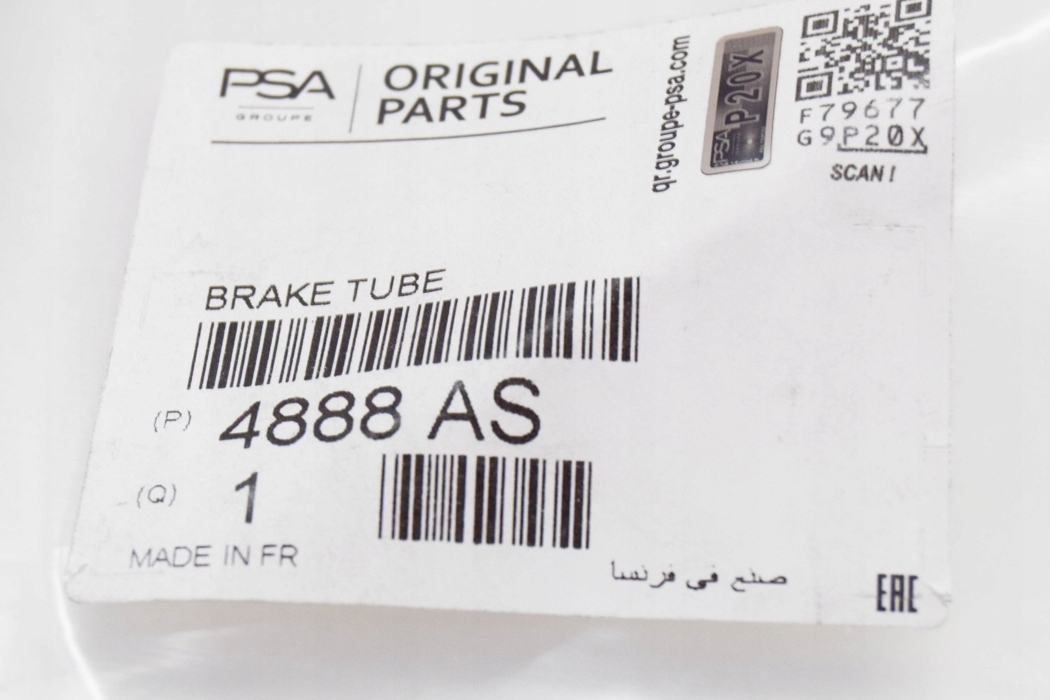 PSA
GROUPE
ORIGINAL
PARTS
qr.groupe-psa.com
PSA P20X
F79677
G9P20X
SCAN!
BRAKE TUBE
(P) 4888 AS
(Q) 1
MADE IN FR
صنع في فرنسا
EAC